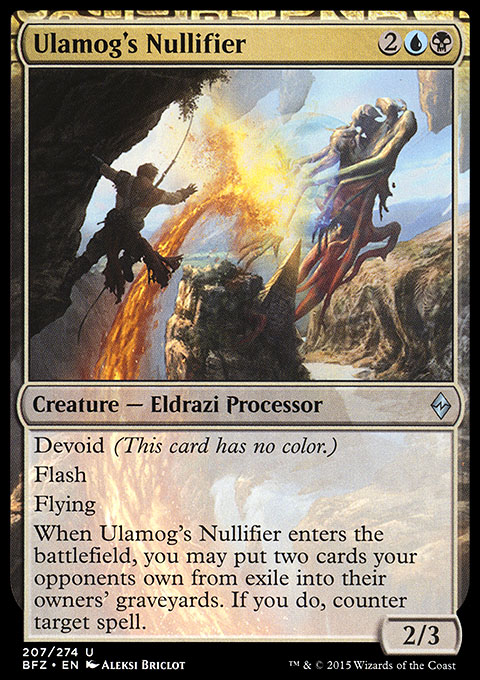 Ulamog's Nullifier 2
Creature — Eldrazi Processor
Devoid (This card has no color.)
Flash
Flying
When Ulamog's Nullifier enters the
battlefield, you may put two cards your
opponents own from exile into their
owners' graveyards. If you do, counter
target spell.
2/3
207/274 U
BFZ • EN Aleksi Briclot
™ & © 2015 Wizards of the Coast